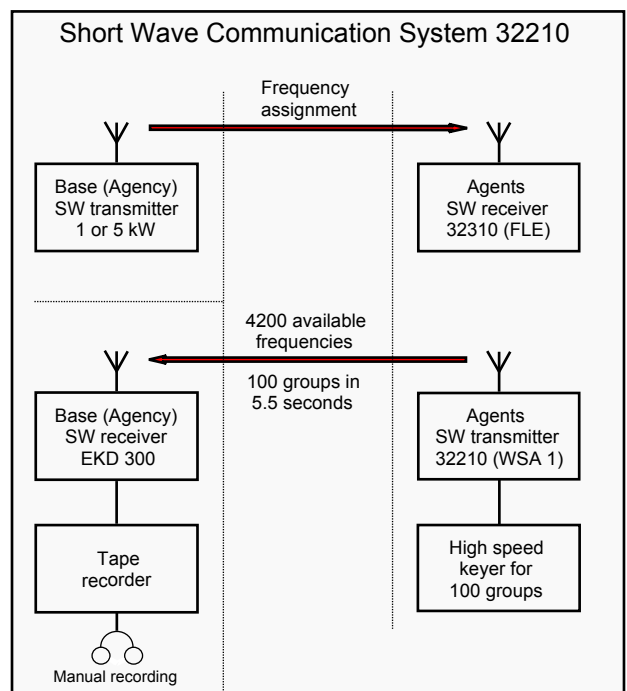 Short Wave Communication System 32210
Frequency
assignment
Base (Agency)
SW transmitter
1 or 5 kW
Agents
SW receiver
32310 (FLE)
4200 available
frequencies
100 groups in
5.5 seconds
Base (Agency)
SW receiver
EKD 300
Agents
SW transmitter
32210 (WSA 1)
Tape
recorder
High speed
keyer for
100 groups
Manual recording